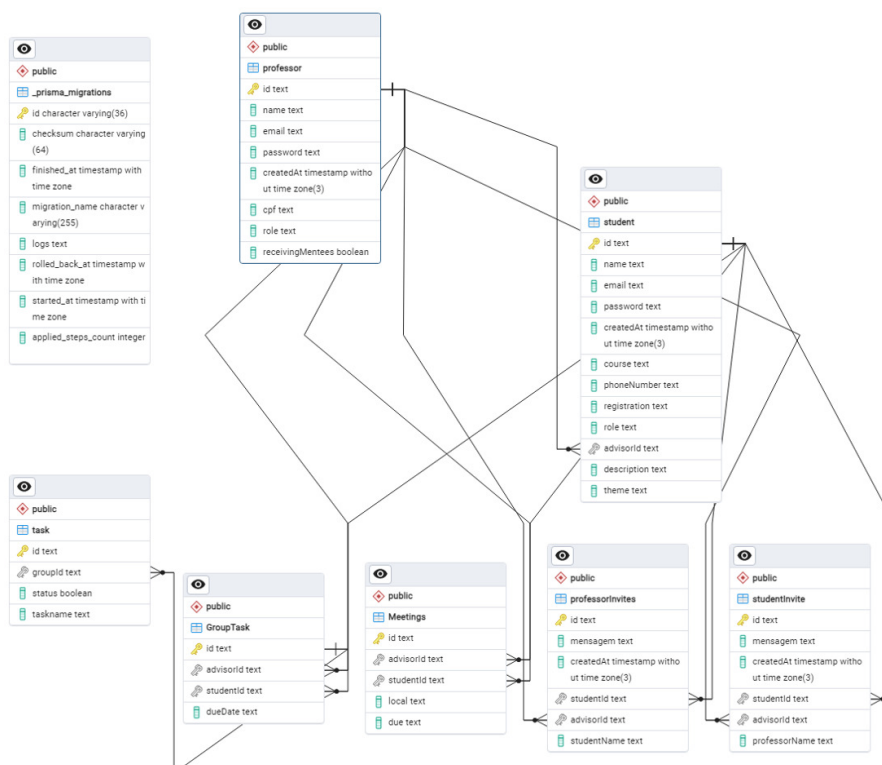 public
_prisma_migrations
id character varying(36)
checksum character varying
(64)
finished_at timestamp with
time zone
migration_name character v
arying(255)
logs text
rolled_back_at timestamp w
ith time zone
started_at timestamp with ti
me zone
applied_steps_count integer
public
professor
id text
name text
email text
password text
createdAt timestamp witho
ut time zone(3)
cpf text
role text
receivingMentees boolean
public
student
id text
name text
email text
password text
createdAt timestamp witho
ut time zone(3)
course text
phoneNumber text
registration text
role text
advisorId text
description text
theme text
public
task
id text
groupId text
status boolean
taskname text
public
GroupTask
id text
advisorId text
studentId text
dueDate text
public
Meetings
id text
advisorId text
studentId text
local text
due text
public
professorInvites
id text
mensagem text
createdAt timestamp witho
ut time zone(3)
studentId text
advisorId text
studentName text
public
studentInvite
id text
mensagem text
createdAt timestamp witho
ut time zone(3)
studentId text
advisorId text
professorName text